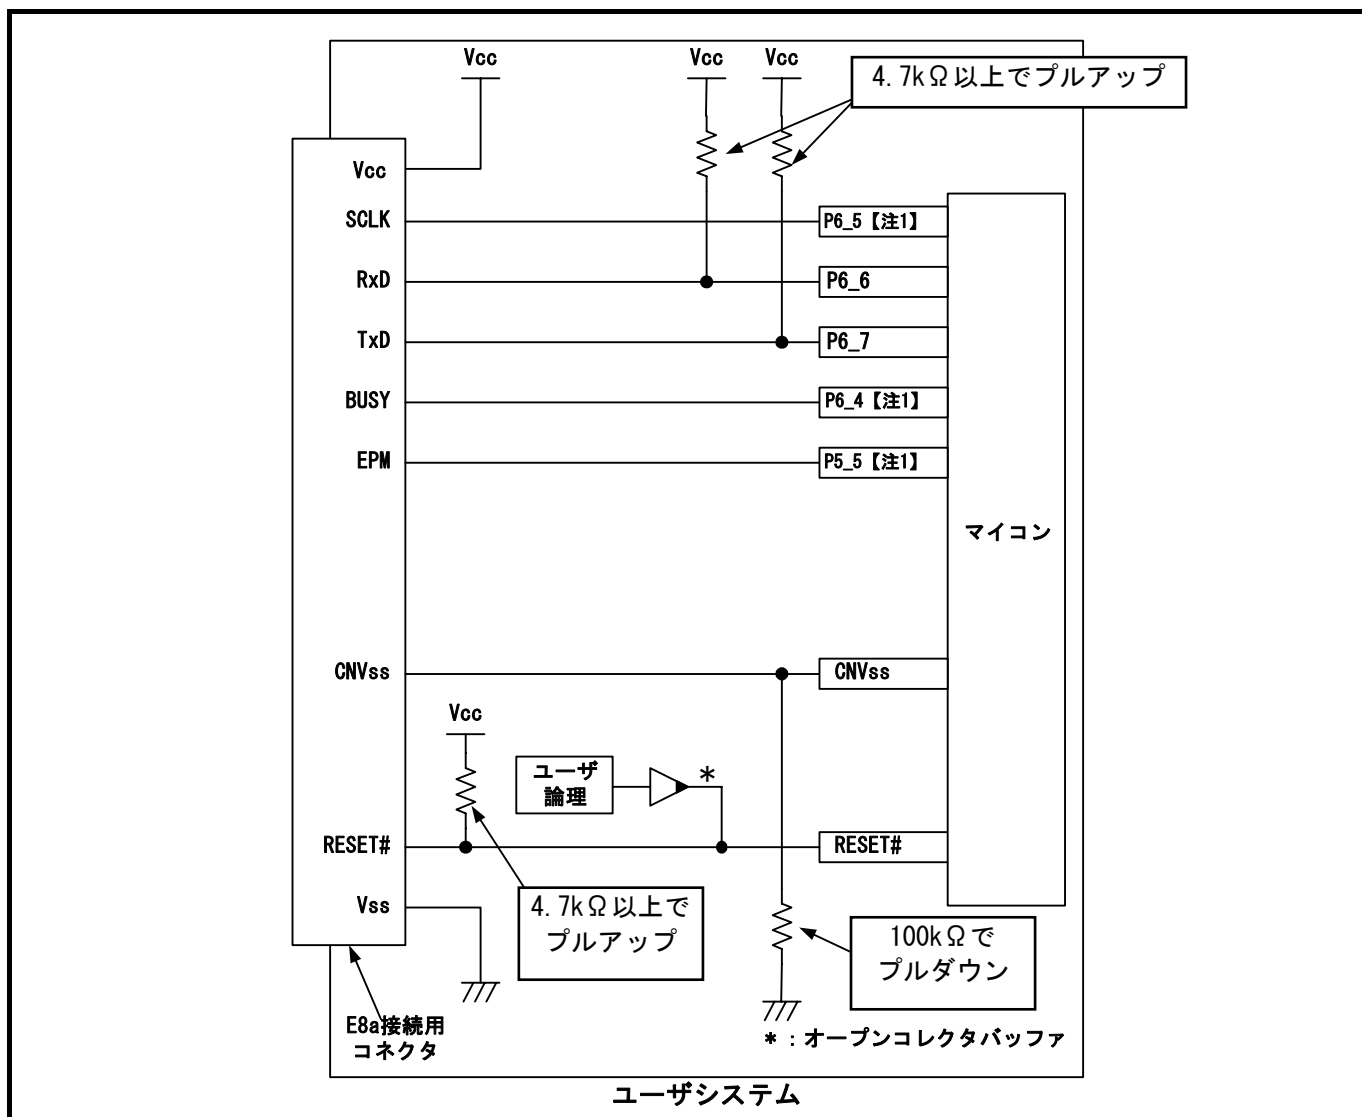 Vcc
Vcc
Vcc
4.7kΩ以上でプルアップ
Vcc
SCLK
P6_5【注1】
RxD
P6_6
TxD
P6_7
BUSY
P6_4【注1】
EPM
P5_5【注1】
マイコン
CNVss
CNVss
Vcc
ユーザ
論理
*
RESET#
RESET#
Vss
4.7kΩ以上で
プルアップ
100kΩで
プルダウン
E8a接続用
コネクタ
*：オープンコレクタバッファ
ユーザシステム